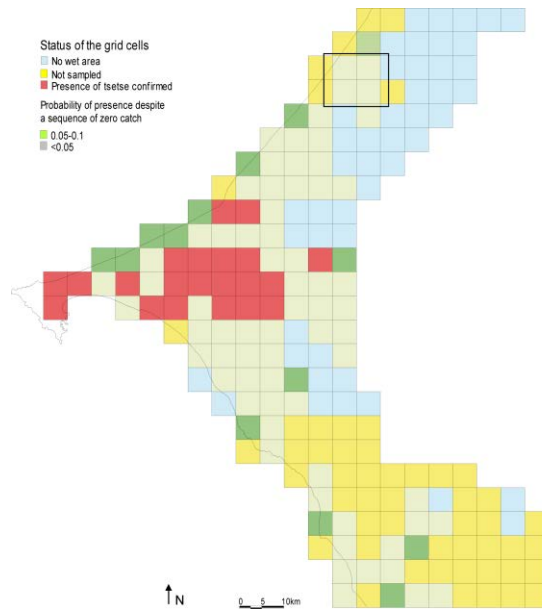 Status of the grid cells
No wet area
Not sampled
Presence of tsetse confirmed
Probability of presence despite
a sequence of zero catch
0.05-0.1
<0.05
N
0 5 10km